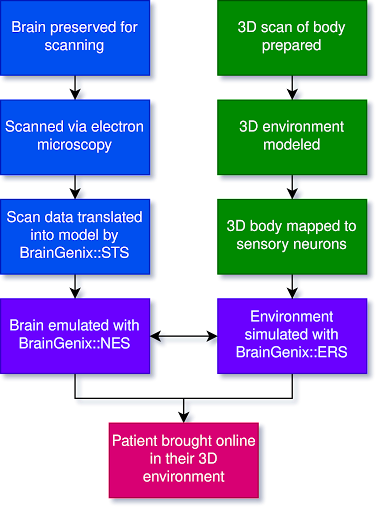 Brain preserved for
scanning
3D scan of body
prepared
Scanned via electron
microscopy
3D environment
modeled
Scan data translated
into model by
BrainGenix::STS
3D body mapped to
sensory neurons
Brain emulated with
BrainGenix::NES
Environment
simulated with
BrainGenix::ERS
Patient brought online
in their 3D
environment